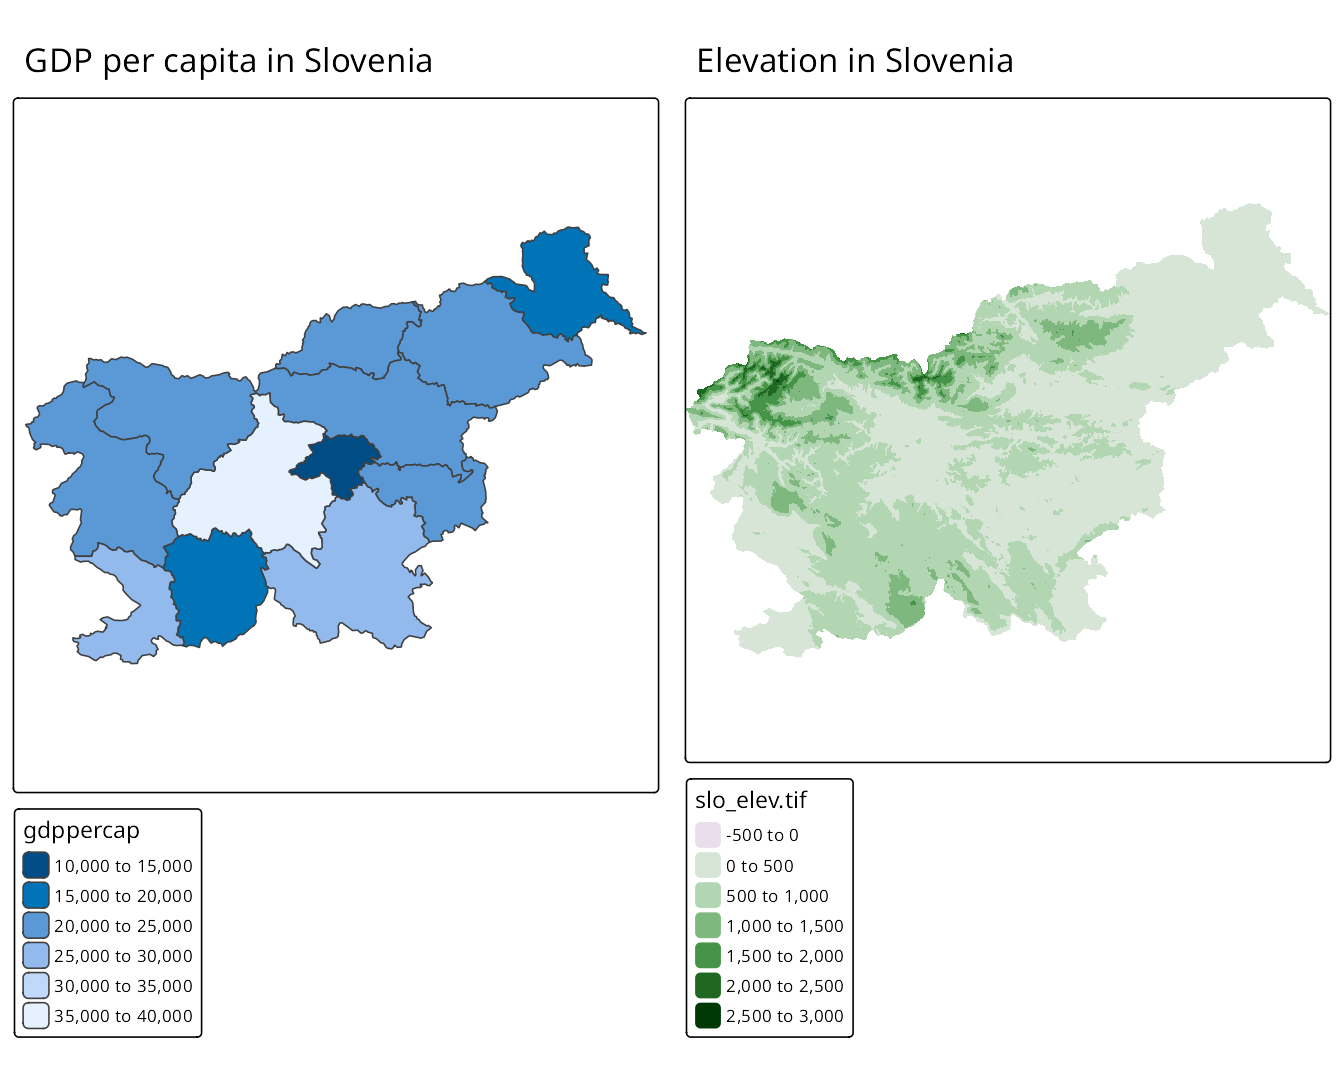 GDP per capita in Slovenia
gdppercap
10,000 to 15,000
15,000 to 20,000
20,000 to 25,000
25,000 to 30,000
30,000 to 35,000
35,000 to 40,000
Elevation in Slovenia
slo_elev.tif
-500 to 0
0 to 500
500 to 1,000
1,000 to 1,500
1,500 to 2,000
2,000 to 2,500
2,500 to 3,000